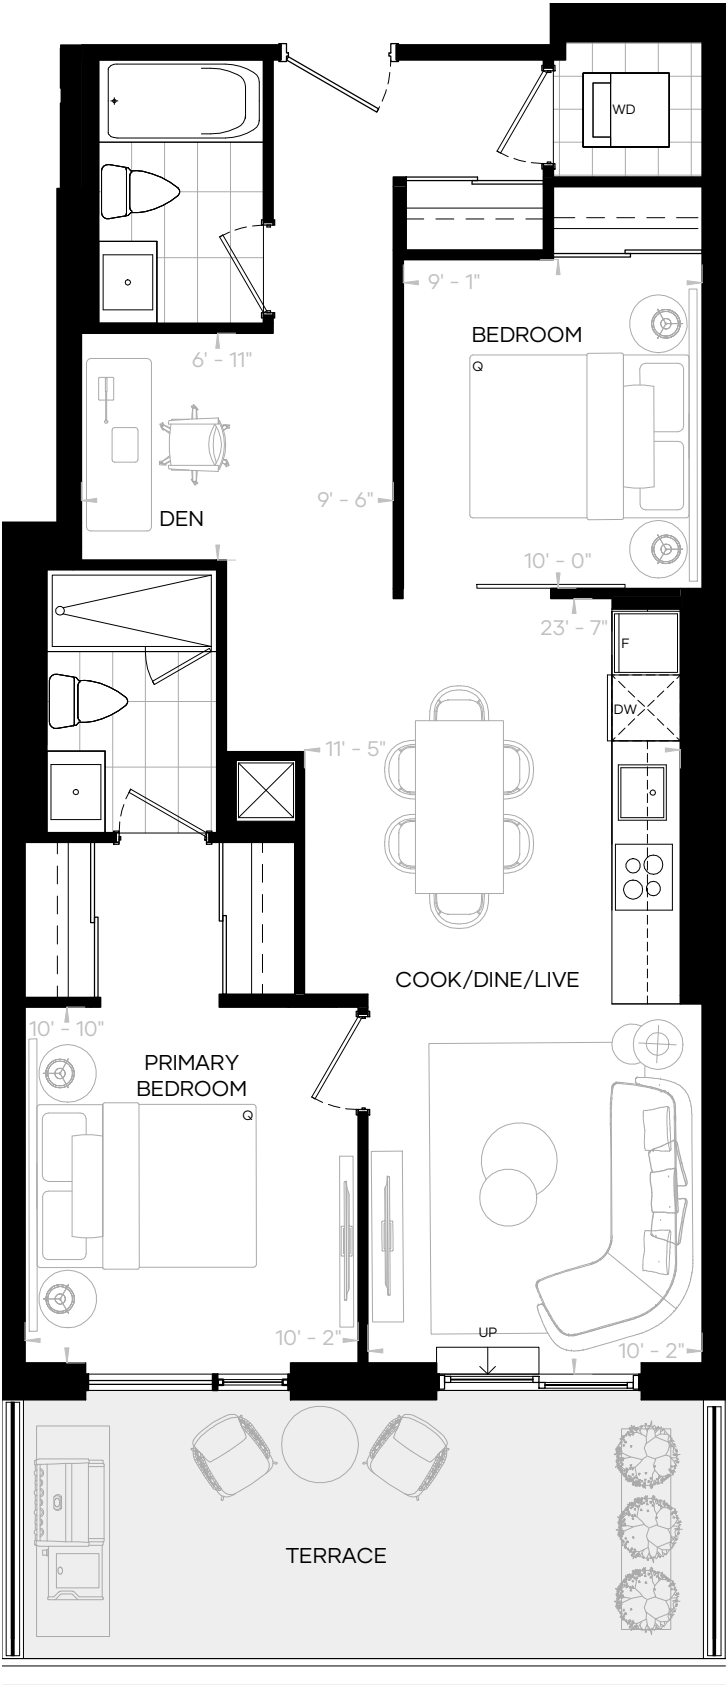 WD
9' - 1"
BEDROOM
6' - 11"
Q
9' - 6"
DEN
10' - 0"
23' - 7"
F
DW
11' - 5"
COOK/DINE/LIVE
10' - 10"
PRIMARY
BEDROOM
Q
UP
10' - 2"
10' - 2"
TERRACE